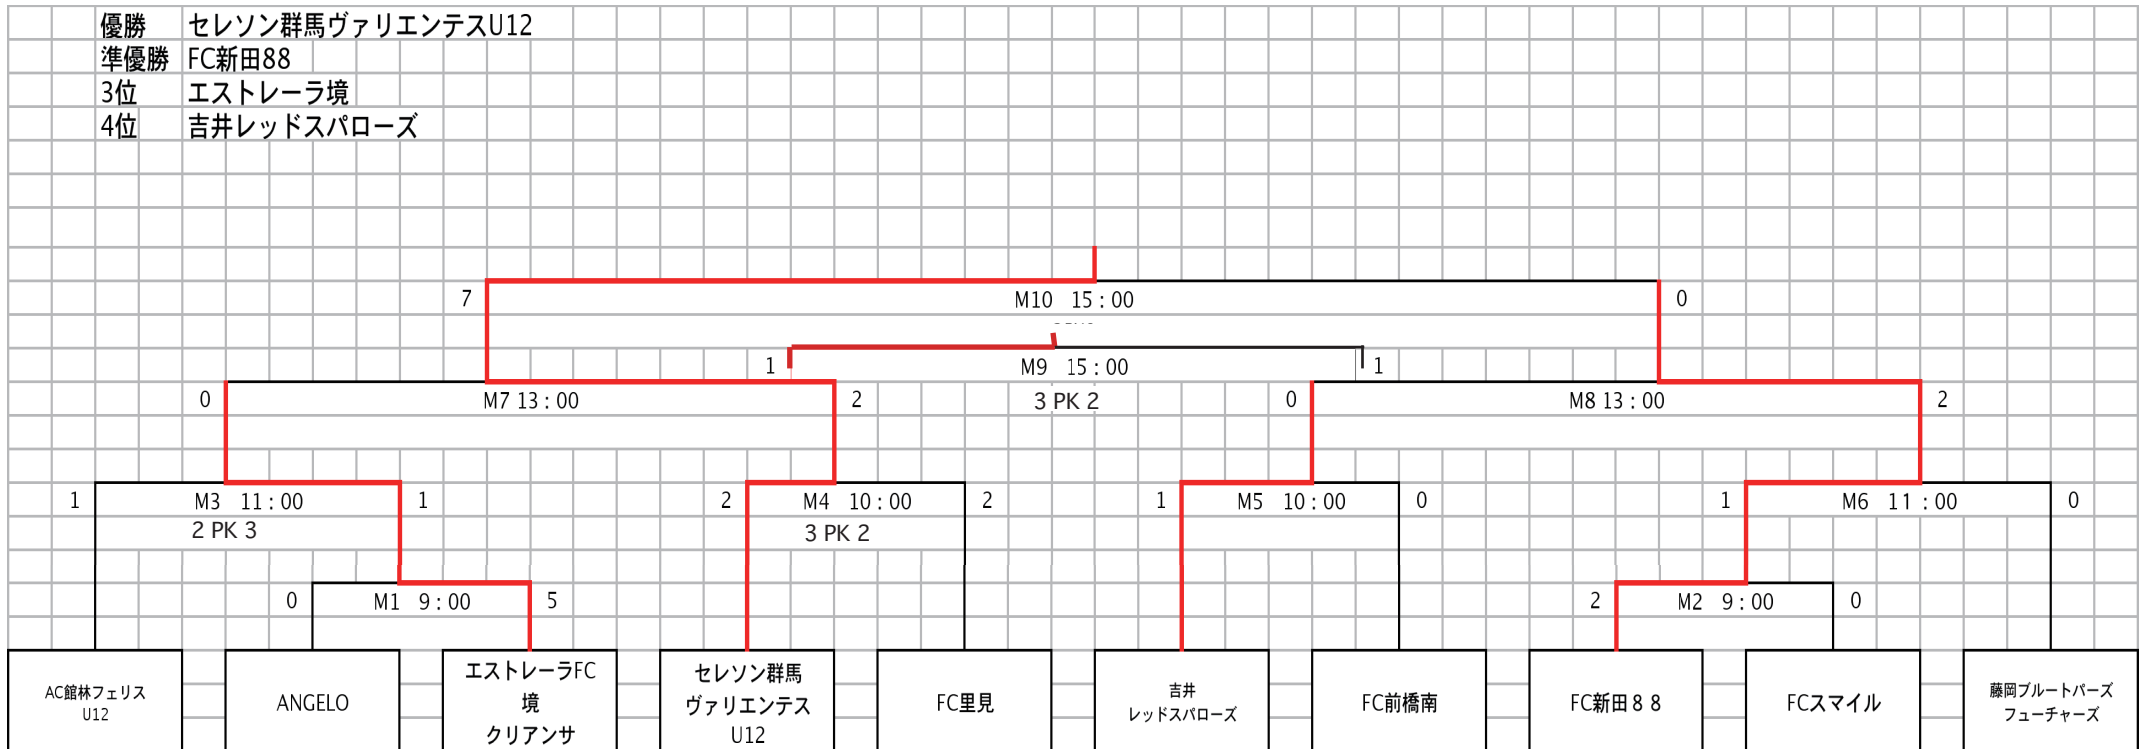 優勝 セレソン群馬ヴァリエンテスU12
準優勝 FC新田88
3位 エストレーラ境
4位 吉井レッドスパローズ
7 M10 15：00 0
1 M9 15：00 1
0 M7 13：00 2 3 PK 2 0 M8 13：00 2
1 M3 11：00 1 2 M4 10：00 2 1 M5 10：00 0 1 M6 11：00 0
2 PK 3 3 PK 2
0 M1 9：00 5 2 M2 9：00 0
AC館林フェリス
U12
ANGELO
エストレーラFC
境
クリアンサ
セレソン群馬
ヴァリエンテス
U12
FC里見
吉井
レッドスパローズ
FC前橋南
FC新田８８
FCスマイル
藤岡ブルートパーズ
フューチャーズ